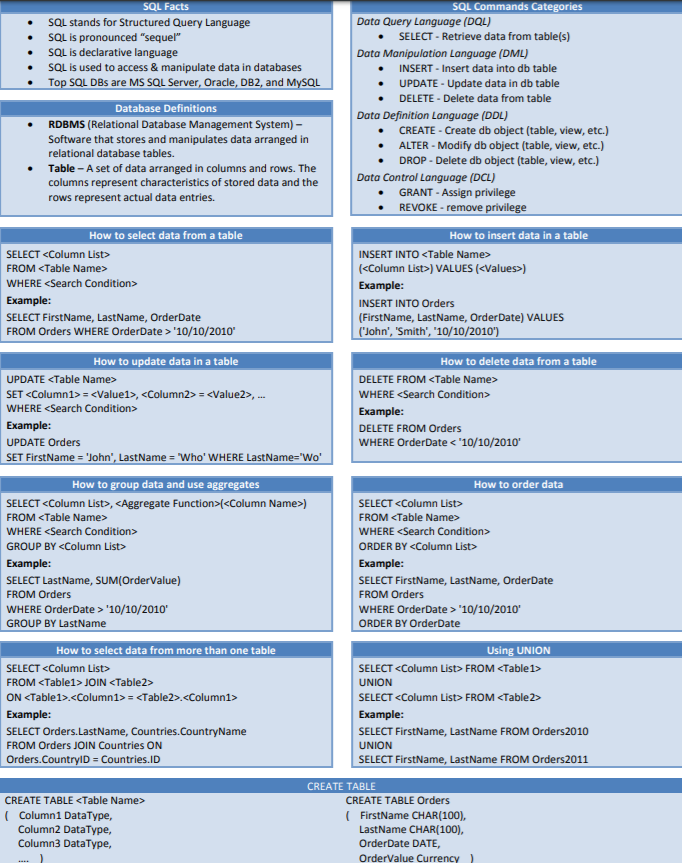 SQL Facts
• SQL stands for Structured Query Language
• SQL is pronounced “sequel”
• SQL is declarative language
• SQL is used to access & manipulate data in databases
• Top SQL DBs are MS SQL Server, Oracle, DB2, and MySQL
Database Definitions
• RDBMS (Relational Database Management System) –
Software that stores and manipulates data arranged in
relational database tables.
• Table – A set of data arranged in columns and rows. The
columns represent characteristics of stored data and the
rows represent actual data entries.
SQL Commands Categories
Data Query Language (DQL)
• SELECT - Retrieve data from table(s)
Data Manipulation Language (DML)
• INSERT - Insert data into db table
• UPDATE - Update data in db table
• DELETE - Delete data from table
Data Definition Language (DDL)
• CREATE - Create db object (table, view, etc.)
• ALTER - Modify db object (table, view, etc.)
• DROP - Delete db object (table, view, etc.)
Data Control Language (DCL)
• GRANT - Assign privilege
• REVOKE - remove privilege
How to select data from a table
SELECT <Column List>
FROM <Table Name>
WHERE <Search Condition>
Example:
SELECT FirstName, LastName, OrderDate
FROM Orders WHERE OrderDate > '10/10/2010'
How to insert data in a table
INSERT INTO <Table Name>
(<Column List>) VALUES (<Values>)
Example:
INSERT INTO Orders
(FirstName, LastName, OrderDate) VALUES
('John', 'Smith', '10/10/2010')
How to update data in a table
UPDATE <Table Name>
SET <Column1> = <Value1>, <Column2> = <Value2>, …
WHERE <Search Condition>
Example:
UPDATE Orders
SET FirstName = 'John', LastName = 'Who' WHERE LastName='Wo'
How to delete data from a table
DELETE FROM <Table Name>
WHERE <Search Condition>
Example:
DELETE FROM Orders
WHERE OrderDate < '10/10/2010'
How to group data and use aggregates
SELECT <Column List>, <Aggregate Function>(<Column Name>)
FROM <Table Name>
WHERE <Search Condition>
GROUP BY <Column List>
Example:
SELECT LastName, SUM(OrderValue)
FROM Orders
WHERE OrderDate > '10/10/2010'
GROUP BY LastName
How to order data
SELECT <Column List>
FROM <Table Name>
WHERE <Search Condition>
ORDER BY <Column List>
Example:
SELECT FirstName, LastName, OrderDate
FROM Orders
WHERE OrderDate > '10/10/2010'
ORDER BY OrderDate
How to select data from more than one table
SELECT <Column List>
FROM <Table1> JOIN <Table2>
ON <Table1>.<Column1> = <Table2>.<Column1>
Example:
SELECT Orders.LastName, Countries.CountryName
FROM Orders JOIN Countries ON
Orders.CountryID = Countries.ID
Using UNION
SELECT <Column List> FROM <Table1>
UNION
SELECT <Column List> FROM <Table2>
Example:
SELECT FirstName, LastName FROM Orders2010
UNION
SELECT FirstName, LastName FROM Orders2011
CREATE TABLE
CREATE TABLE <Table Name>
( Column1 DataType,
Column2 DataType,
Column3 DataType,
…. )
CREATE TABLE Orders
( FirstName CHAR(100),
LastName CHAR(100),
OrderDate DATE,
OrderValue Currency )